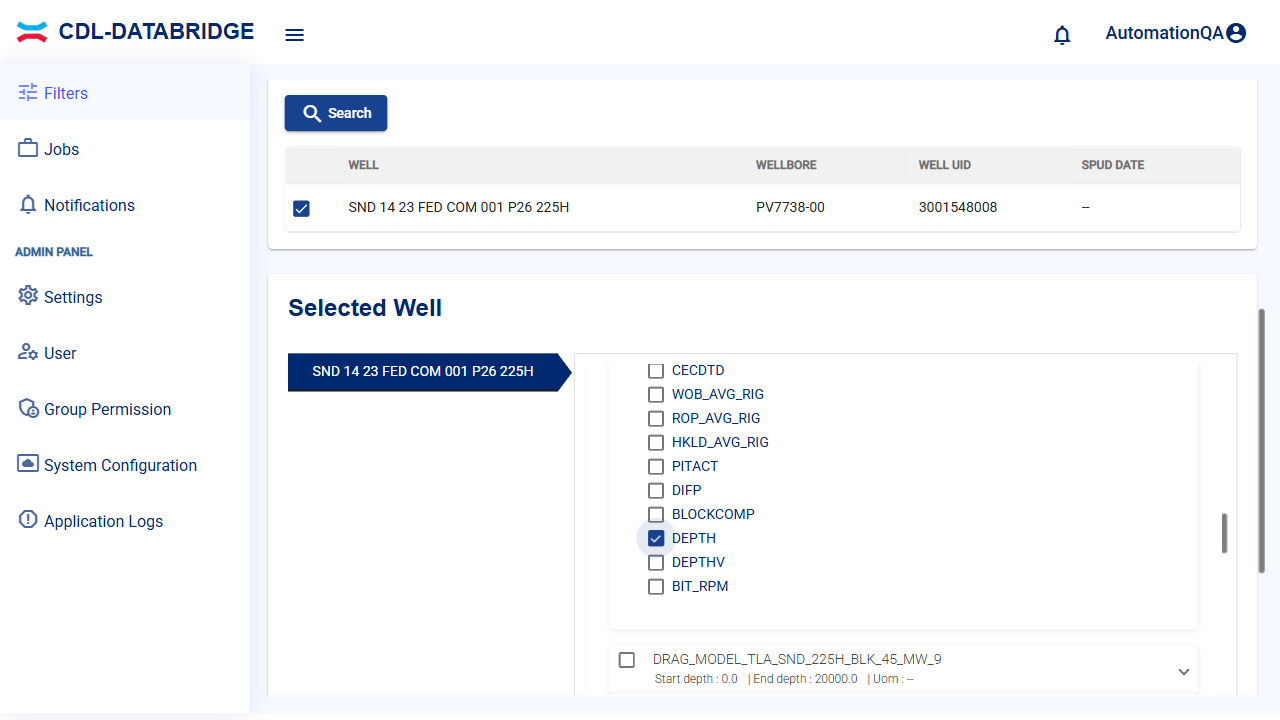 CDL-DATABRIDGE
AutomationQA
Filters
Jobs
Notifications
ADMIN PANEL
Settings
User
Group Permission
System Configuration
Application Logs
Search
WELL WELLBORE WELL UID SPUD DATE
SND 14 23 FED COM 001 P26 225H PV7738-00 3001548008 --
Selected Well
SND 14 23 FED COM 001 P26 225H
CECDTD
WOB_AVG_RIG
ROP_AVG_RIG
HKLD_AVG_RIG
PITACT
DIFP
BLOCKCOMP
DEPTH
DEPTHV
BIT_RPM
DRAG_MODEL_TLA_SND_225H_BLK_45_MW_9
Start depth : 0.0 | End depth : 20000.0 | Uom : --